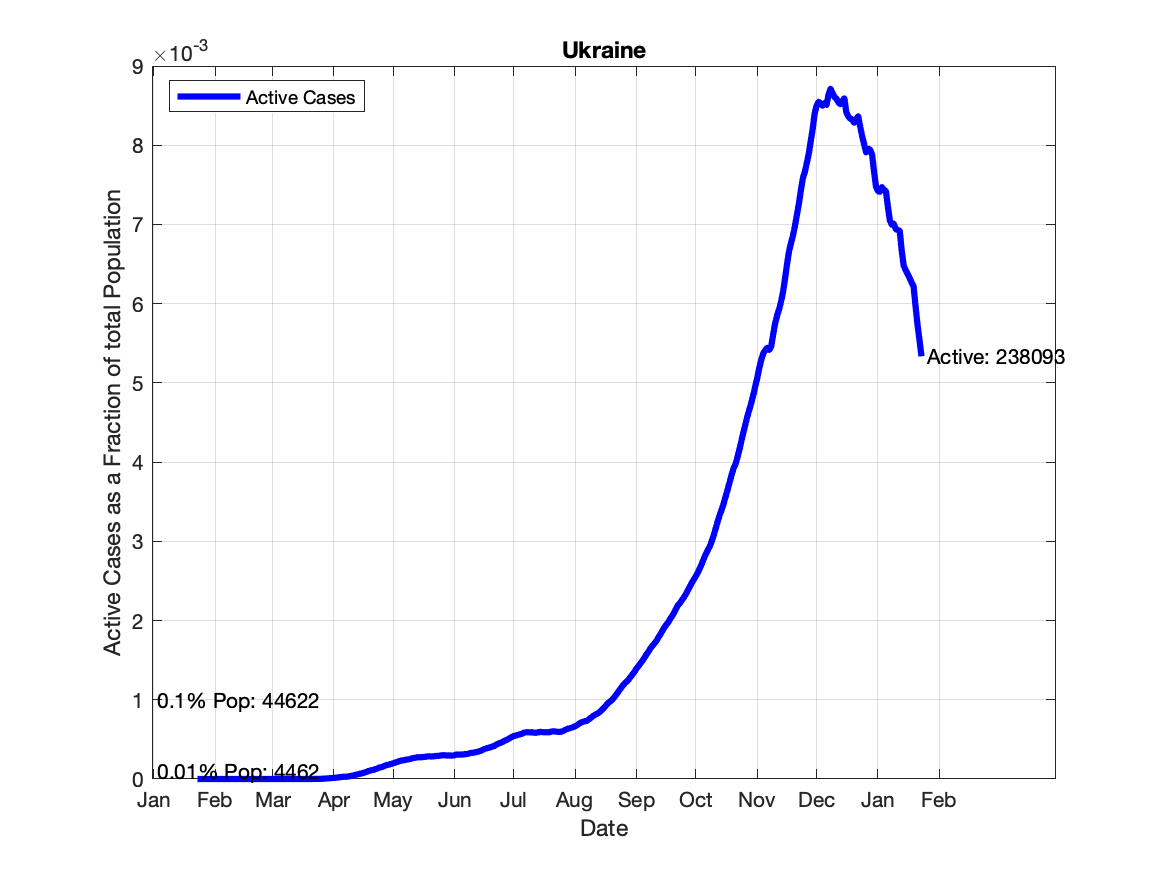 Ukraine
×10-3
Active Cases
9
8
7
6
5
4
3
2
1
0
Active Cases as a Fraction of total Population
Active: 238093
0.1% Pop: 44622
0.01% Pop: 4462
Jan Feb Mar Apr May Jun Jul Aug Sep Oct Nov Dec Jan Feb
Date